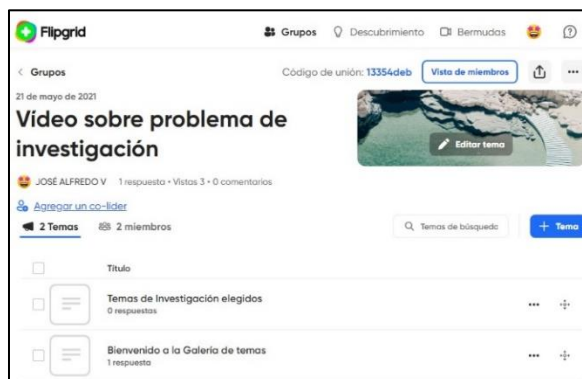 Flipgrid
Grupos Descubrimiento Bermudas
< Grupos
Código de unión: 13354deb Vista de miembros
21 de mayo de 2021
Vídeo sobre problema de
investigación
Editar tema
JOSÉ ALFREDO V 1 respuesta • Vistas 3 • 0 comentarios
Agregar un co-líder
2 Temas 2 miembros
Temas de búsqueda
+ Tema
Título
Temas de Investigación elegidos
0 respuestas
Bienvenido a la Galería de temas
1 respuesta